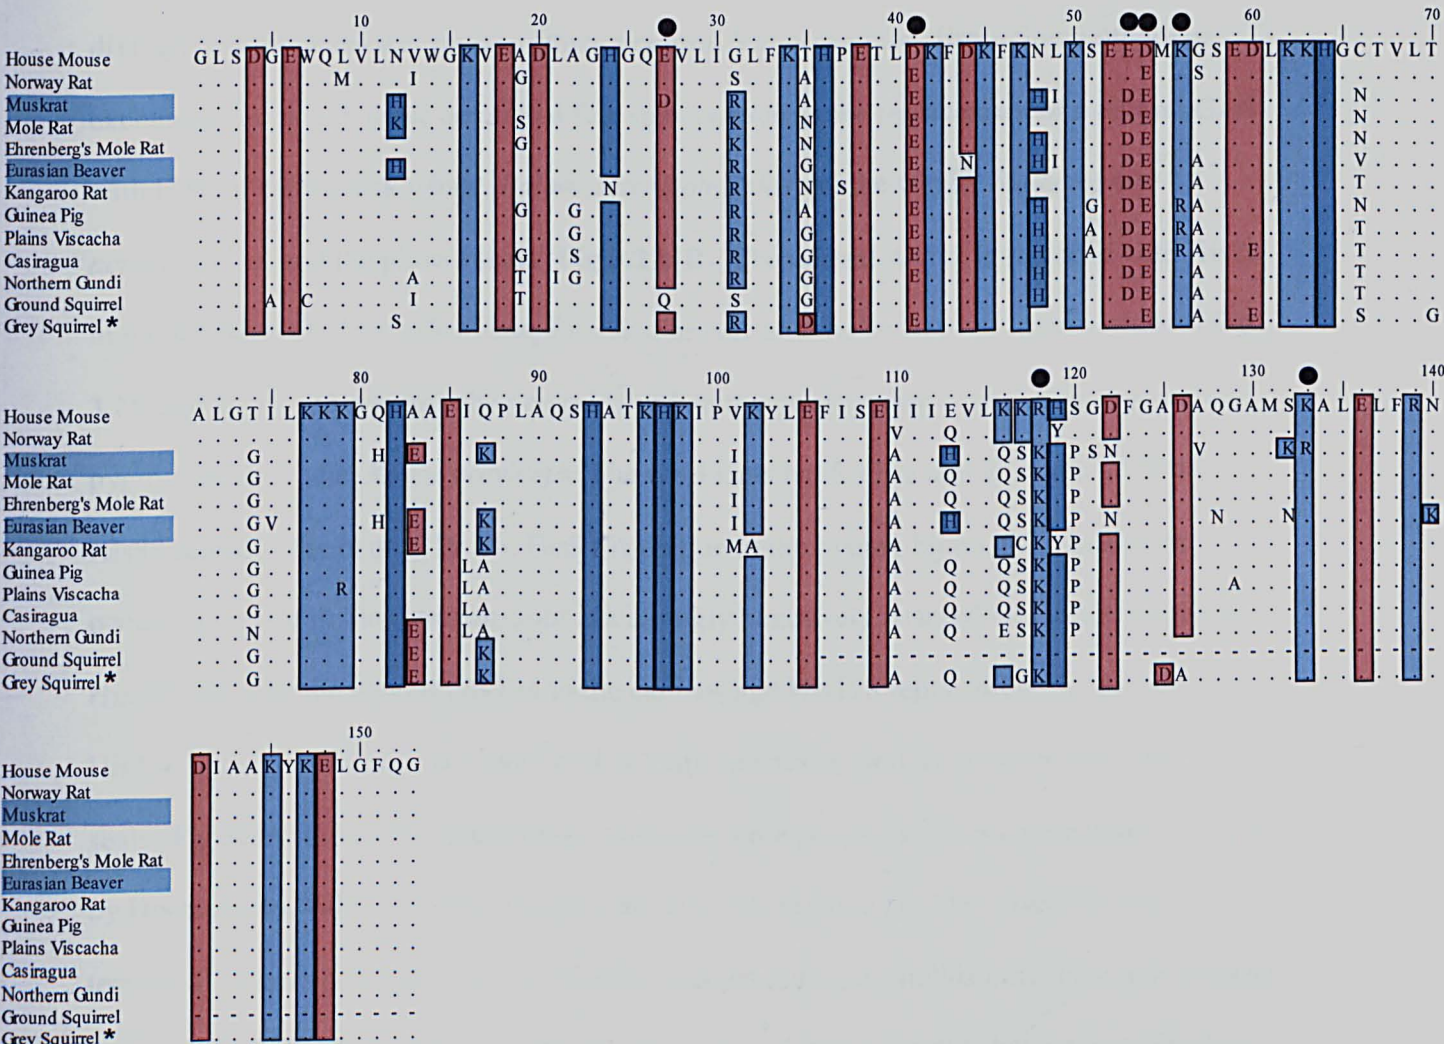 10 20 30 40 50 60 70
House Mouse G L S D G E W Q L V L N V W G K V E A D L A G H G Q E V L I G L F K T H P E T L D K F D K F K N L K S E E D M K G S E D L K K H G C T V L T
Norway Rat M I G S A E E S
Muskrat H D R A E H I D E N
Mole Rat K S K N E D E N
Ehrenberg's Mole Rat G K N E H D E N
Eurasian Beaver H R G E N H I D E A V
Kangaroo Rat N R N S E D E A T
Guinea Pig G G R A E H G D E R A N
Plains Viscacha G R G E H A D E R A T
Casiragua G S R G E H A D E R A E T
Northern Gundi A T I G R G E H D E A T
Ground Squirrel A C I T Q S G H D E A T
Grey Squirrel * S R D E E A E S G
80 90 100 110 120 130 140
House Mouse A L G T I L K K K G Q H A A E I Q P L A Q S H A T K H K I P V K Y L E F I S E I I I E V L K K R H S G D F G A D A Q G A M S K A L E L F R N
Norway Rat V Q Y
Muskrat G H E K I A H Q S K P S N V K R
Mole Rat G I A Q Q S K P
Ehrenberg's Mole Rat G I A Q Q S K P
Eurasian Beaver G V H E K I A H Q S K P N N N K
Kangaroo Rat G E K M A A C K Y P
Guinea Pig G L A A Q Q S K P
Plains Viscacha G R L A A Q Q S K P A
Casiragua G L A A Q Q S K P
Northern Gundi N E L A A Q E S K P
Ground Squirrel G E K
Grey Squirrel * G E K A Q G K D A
150
House Mouse D I A A K Y K E L G F Q G
Norway Rat
Muskrat
Mole Rat
Ehrenberg's Mole Rat
Eurasian Beaver
Kangaroo Rat
Guinea Pig
Plains Viscacha
Casiragua
Northern Gundi
Ground Squirrel
Grey Squirrel *